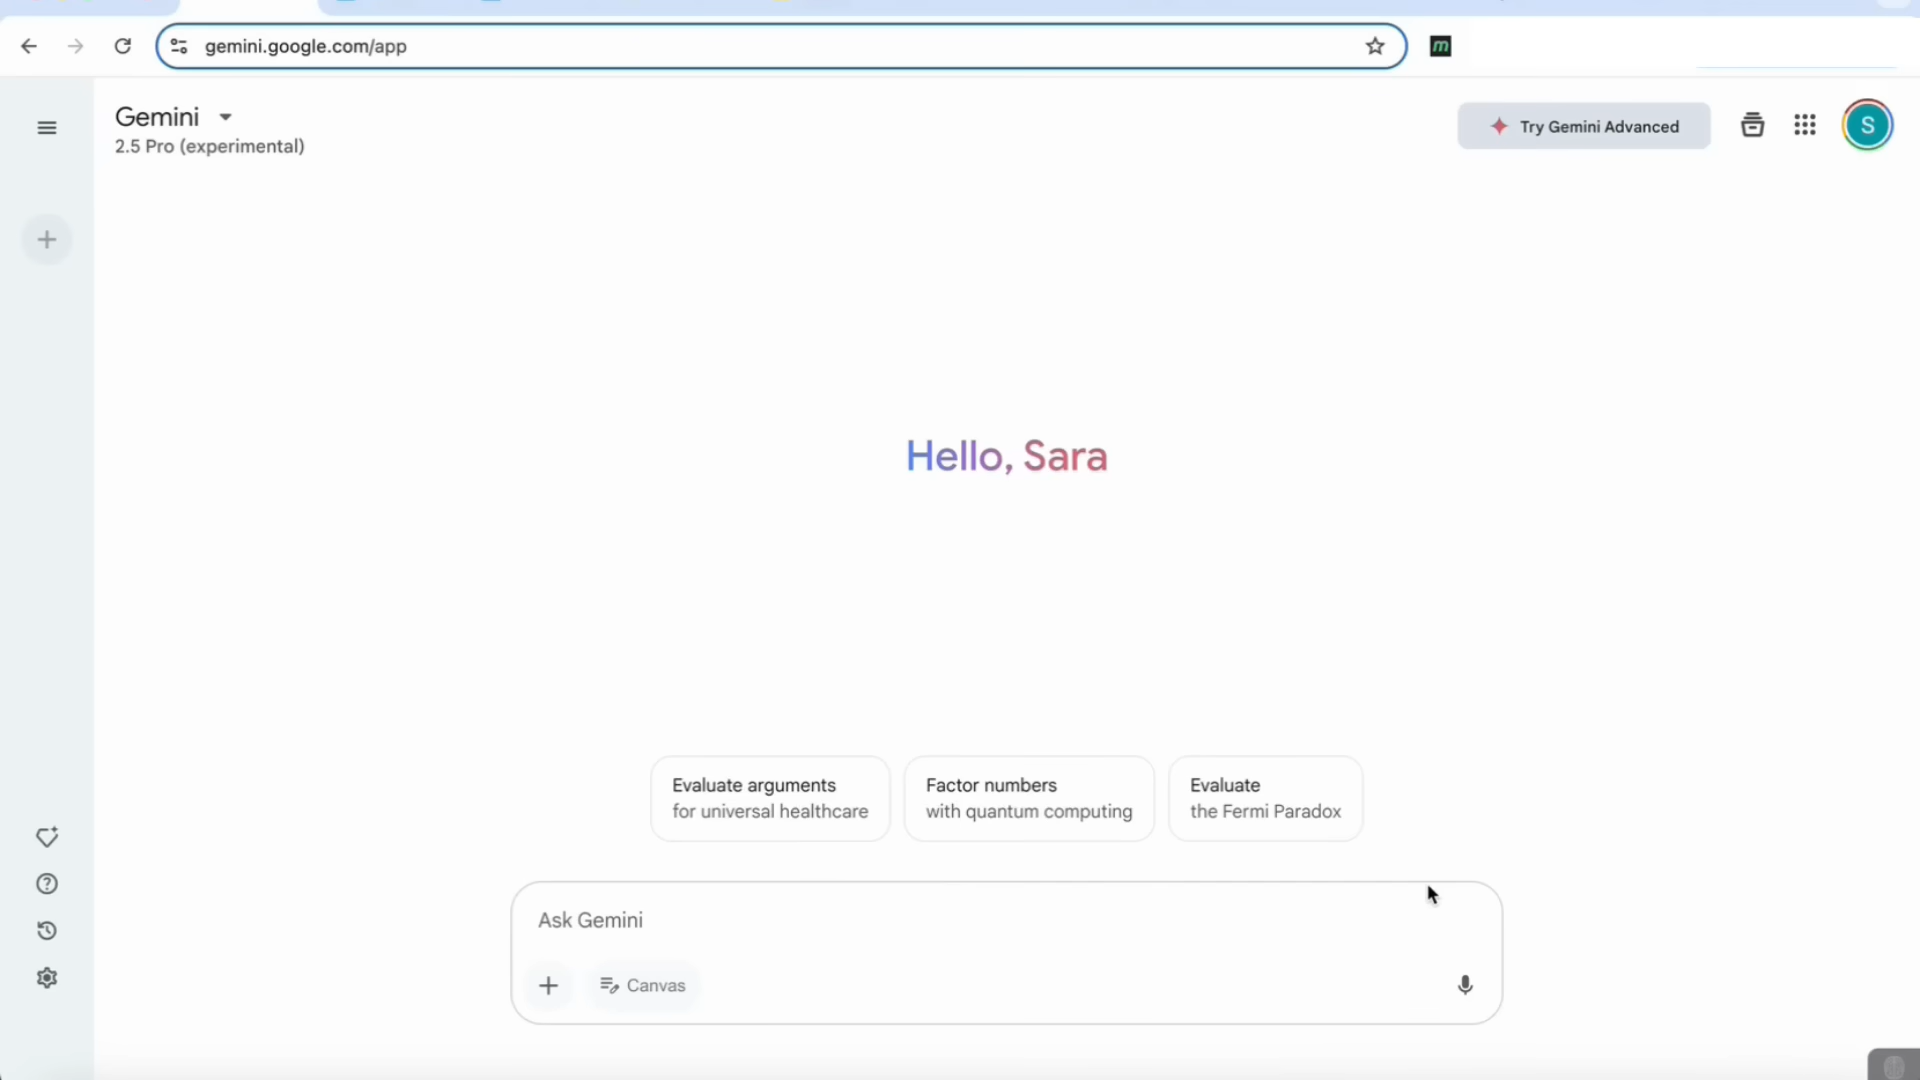 gemini.google.com/app
m
Gemini
2.5 Pro (experimental)
Try Gemini Advanced
S
Hello, Sara
Evaluate arguments
for universal healthcare
Factor numbers
with quantum computing
Evaluate
the Fermi Paradox
Ask Gemini
Canvas